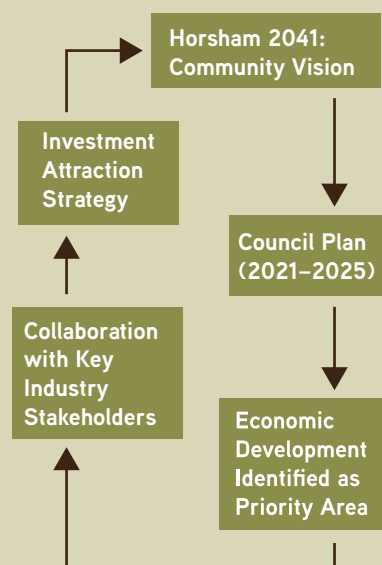 Horsham 2041:
Community Vision
Investment
Attraction
Strategy
Council Plan
(2021–2025)
Collaboration
with Key
Industry
Stakeholders
Economic
Development
Identified as
Priority Area